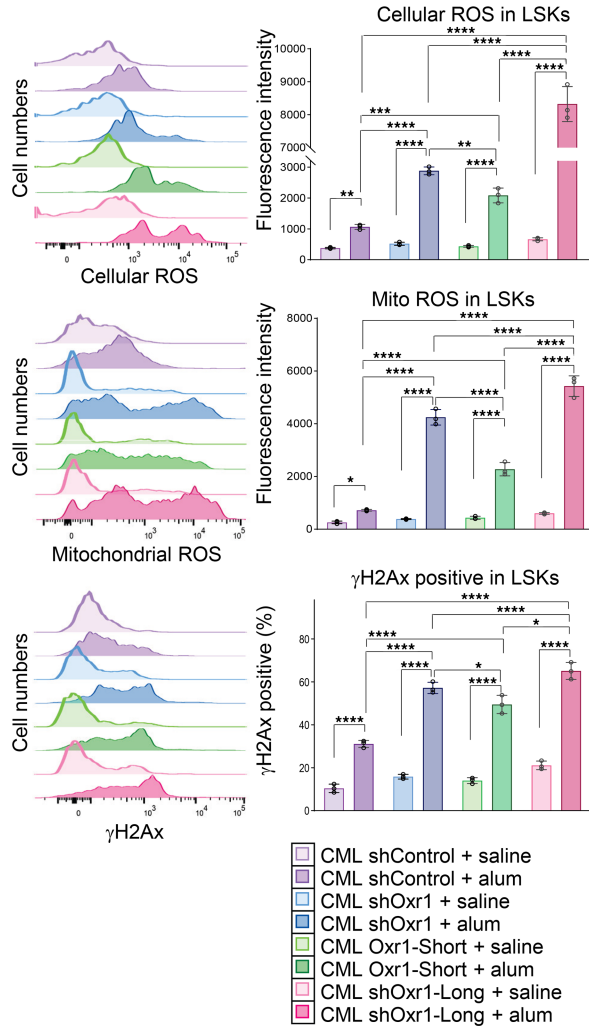 Cellular ROS in LSKs
Cell numbers
0 10³ 10⁴ 10⁵
Cellular ROS
Fluorescence intensity
10000
9000
8000
7000
3000
2000
1000
0
**
***
****
****
****
**
****
****
****
****
****
Mito ROS in LSKs
Cell numbers
0 10³ 10⁴ 10⁵
Mitochondrial ROS
Fluorescence intensity
8000
6000
4000
2000
0
*
****
****
****
****
****
****
****
****
****
γH2Ax positive in LSKs
Cell numbers
0 10³ 10⁴ 10⁵
γH2Ax
γH2Ax positive (%)
80
60
40
20
0
****
****
****
****
*
****
****
****
*
****
CML shControl + saline
CML shControl + alum
CML shOxr1 + saline
CML shOxr1 + alum
CML Oxr1-Short + saline
CML Oxr1-Short + alum
CML shOxr1-Long + saline
CML shOxr1-Long + alum